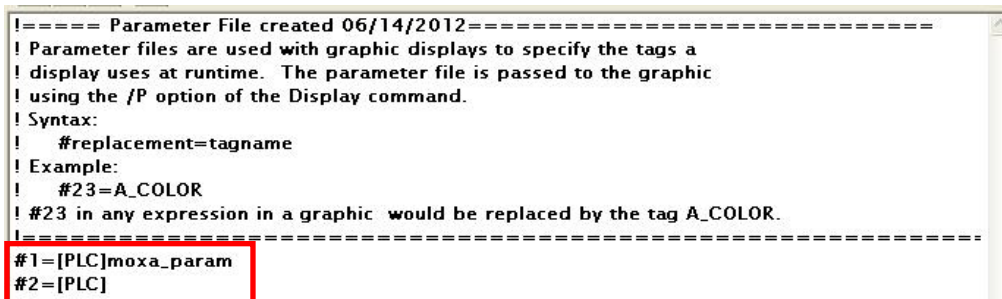 !===== Parameter File created 06/14/2012=============================
! Parameter files are used with graphic displays to specify the tags a
! display uses at runtime.  The parameter file is passed to the graphic
! using the /P option of the Display command.
! Syntax:
!    #replacement=tagname
! Example:
!    #23=A_COLOR
! #23 in any expression in a graphic  would be replaced by the tag A_COLOR.
!============================================================
#1=[PLC]moxa_param
#2=[PLC]